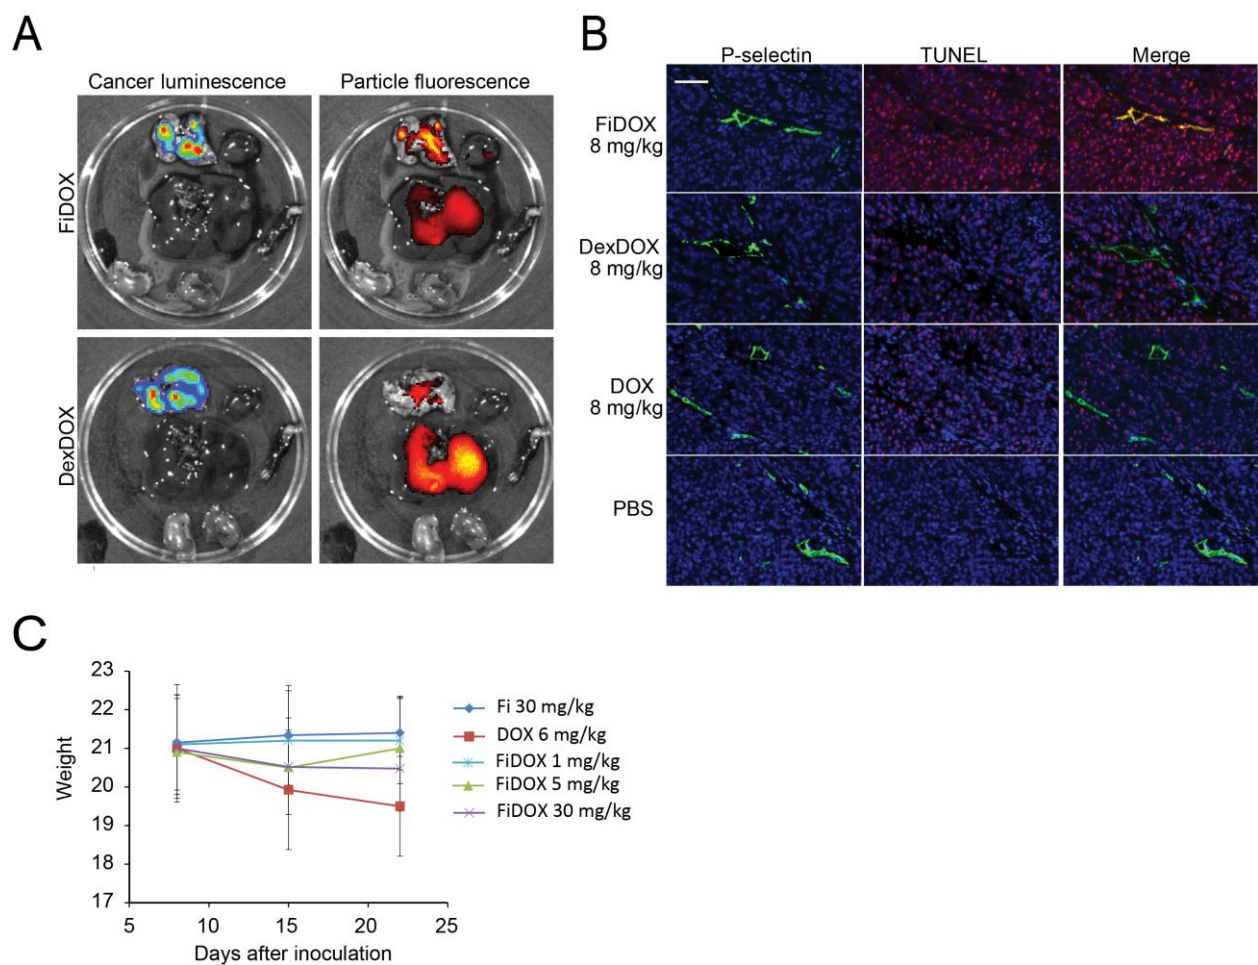 A
Cancer luminescence
Particle fluorescence
FiDOX
DexDOX
B
P-selectin
TUNEL
Merge
FiDOX
8 mg/kg
DexDOX
8 mg/kg
DOX
8 mg/kg
PBS
C
23
22
21
20
19
18
17
Weight
5
10
15
20
25
Days after inoculation
Fi 30 mg/kg
DOX 6 mg/kg
FiDOX 1 mg/kg
FiDOX 5 mg/kg
FiDOX 30 mg/kg